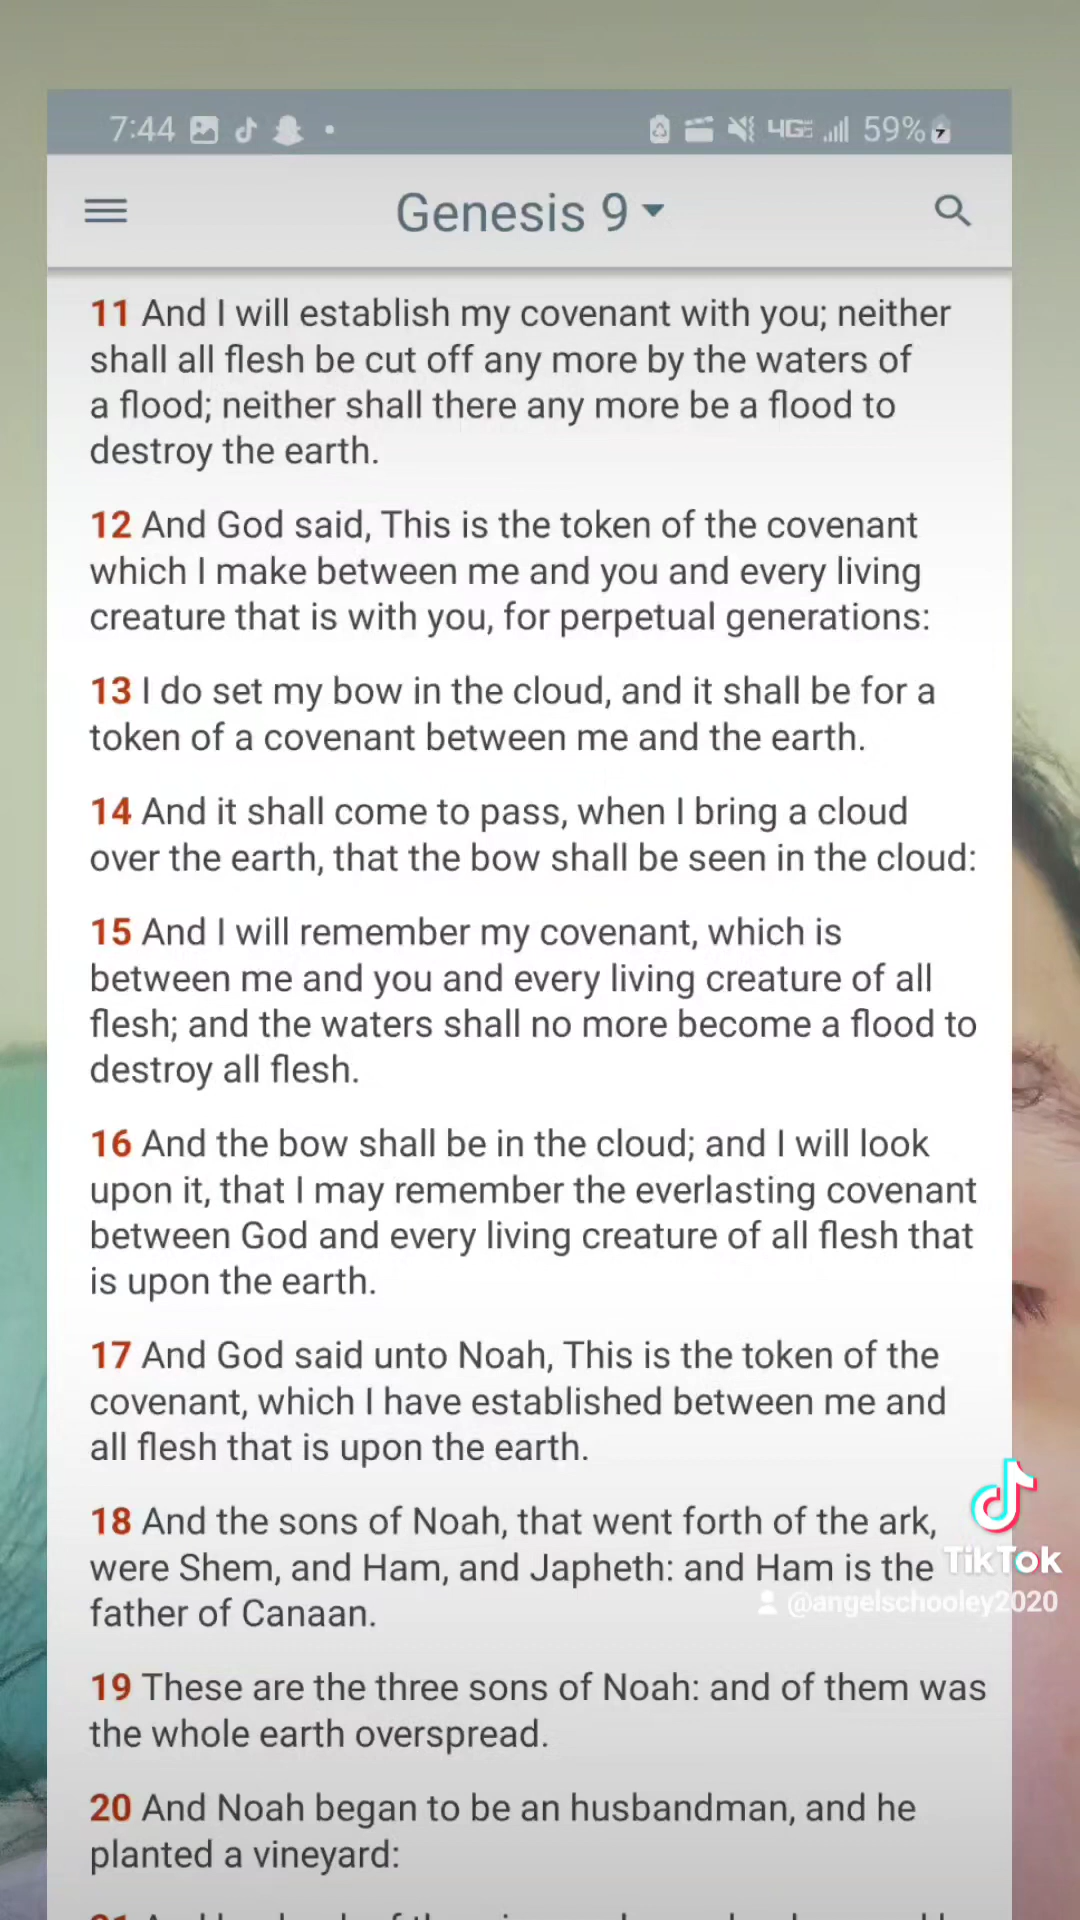 7:44
4G 59%
Genesis 9
11 And I will establish my covenant with you; neither
shall all flesh be cut off any more by the waters of
a flood; neither shall there any more be a flood to
destroy the earth.
12 And God said, This is the token of the covenant
which I make between me and you and every living
creature that is with you, for perpetual generations:
13 I do set my bow in the cloud, and it shall be for a
token of a covenant between me and the earth.
14 And it shall come to pass, when I bring a cloud
over the earth, that the bow shall be seen in the cloud:
15 And I will remember my covenant, which is
between me and you and every living creature of all
flesh; and the waters shall no more become a flood to
destroy all flesh.
16 And the bow shall be in the cloud; and I will look
upon it, that I may remember the everlasting covenant
between God and every living creature of all flesh that
is upon the earth.
17 And God said unto Noah, This is the token of the
covenant, which I have established between me and
all flesh that is upon the earth.
18 And the sons of Noah, that went forth of the ark,
were Shem, and Ham, and Japheth: and Ham is the
father of Canaan.
TikTok
@angelschooley2020
19 These are the three sons of Noah: and of them was
the whole earth overspread.
20 And Noah began to be an husbandman, and he
planted a vineyard: